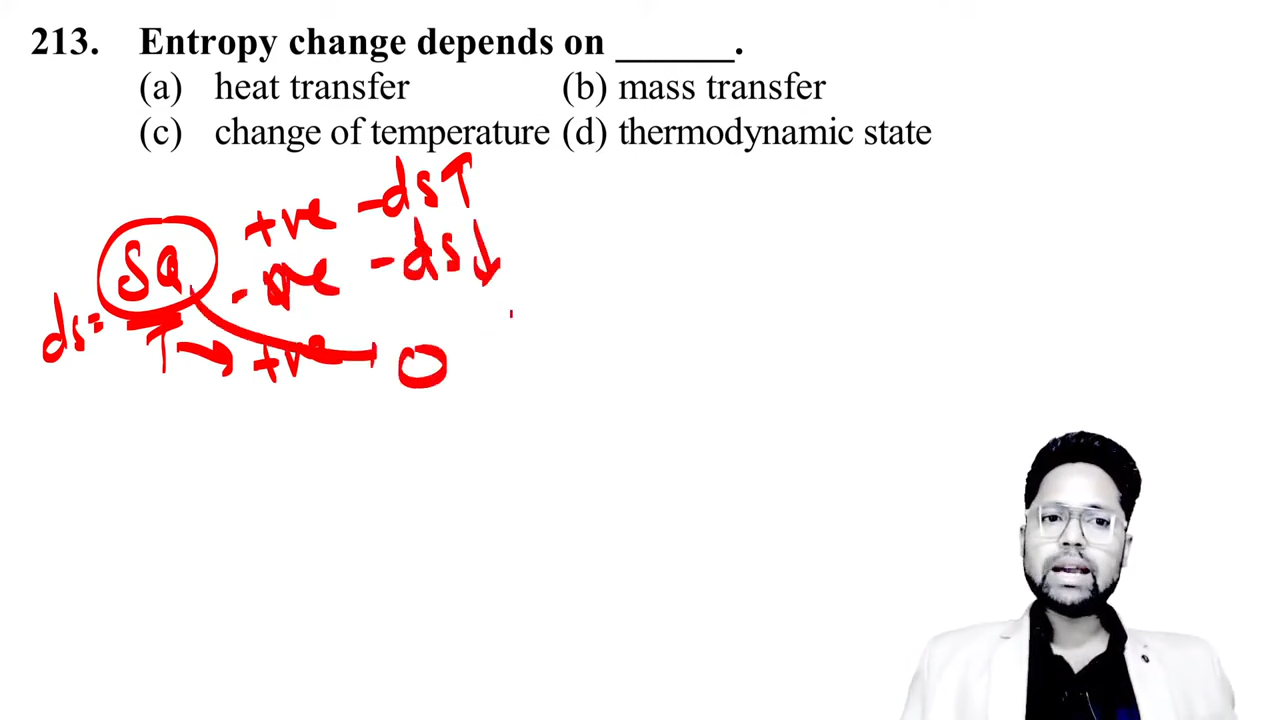 213. Entropy change depends on ______.
(a) heat transfer (b) mass transfer
(c) change of temperature (d) thermodynamic state
+ve - ds↑
-ve - ds↓
ds = δQ
T → +ve 0